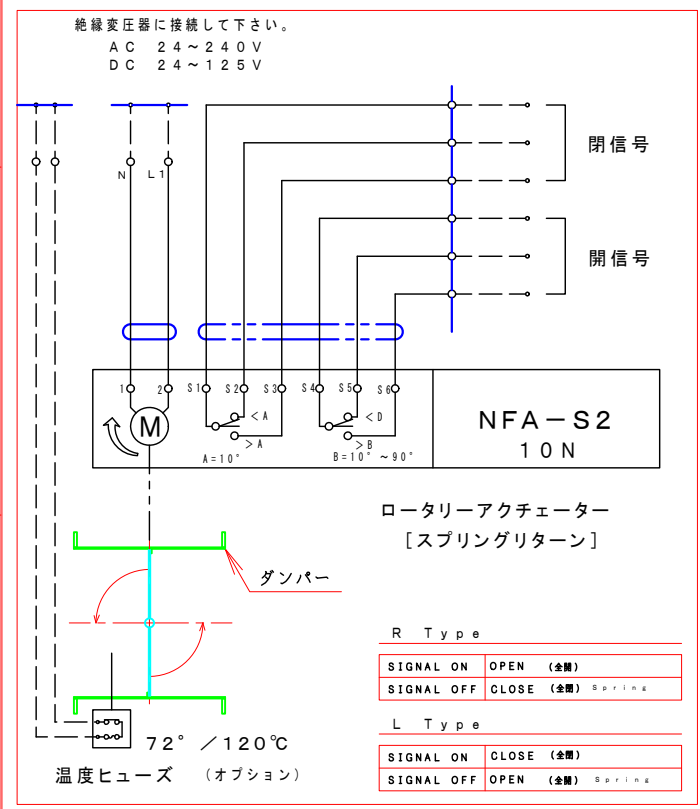 絶縁変圧器に接続して下さい。
AC 24~240V
DC 24~125V
N
L1
閉信号
開信号
1
2
S1
S2
S3
S4
S5
S6
M
<A
>A
A=10°
<D
>B
B=10° ~90°
NFA-S2
10N
ロータリーアクチェーター
[スプリングリターン]
ダンパー
72° /120℃
温度ヒューズ (オプション)
R Type
SIGNAL ON OPEN (全開)
SIGNAL OFF CLOSE (全閉) Spring
L Type
SIGNAL ON CLOSE (全閉)
SIGNAL OFF OPEN (全開) Spring